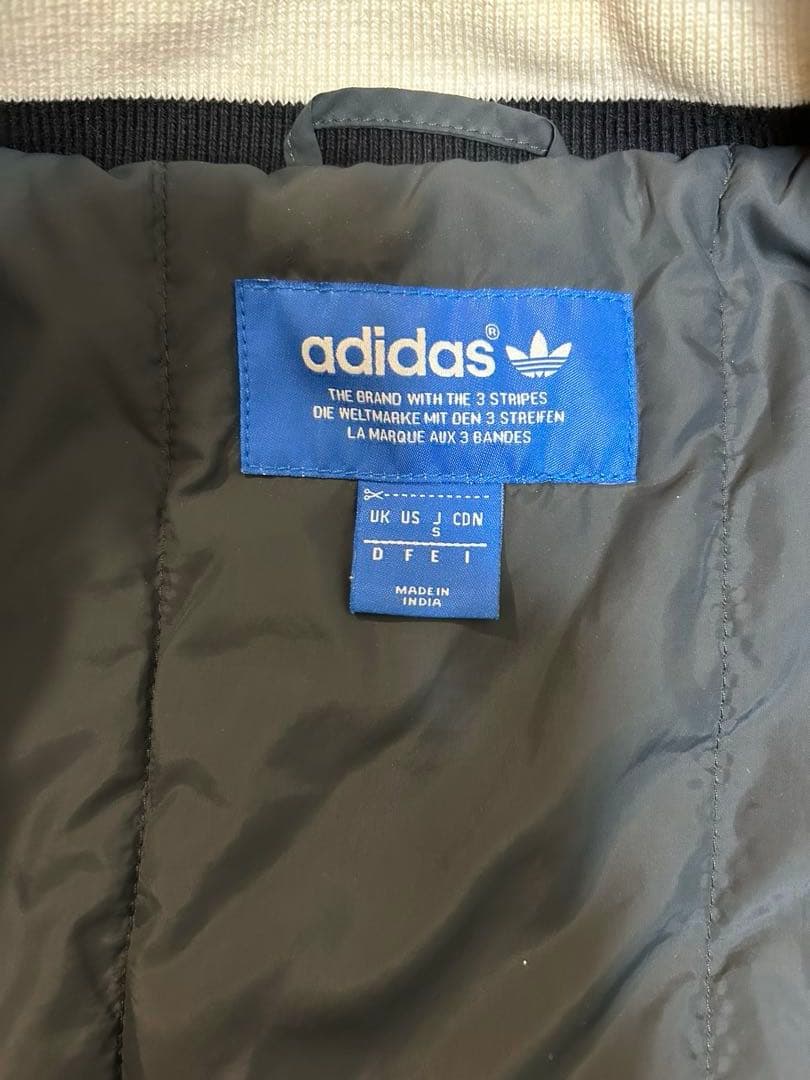 adidas®
THE BRAND WITH THE 3 STRIPES
DIE WELTMARKE MIT DEN 3 STREIFEN
LA MARQUE AUX 3 BANDES
UK US J CDN
S
D F E I
MADE IN
INDIA